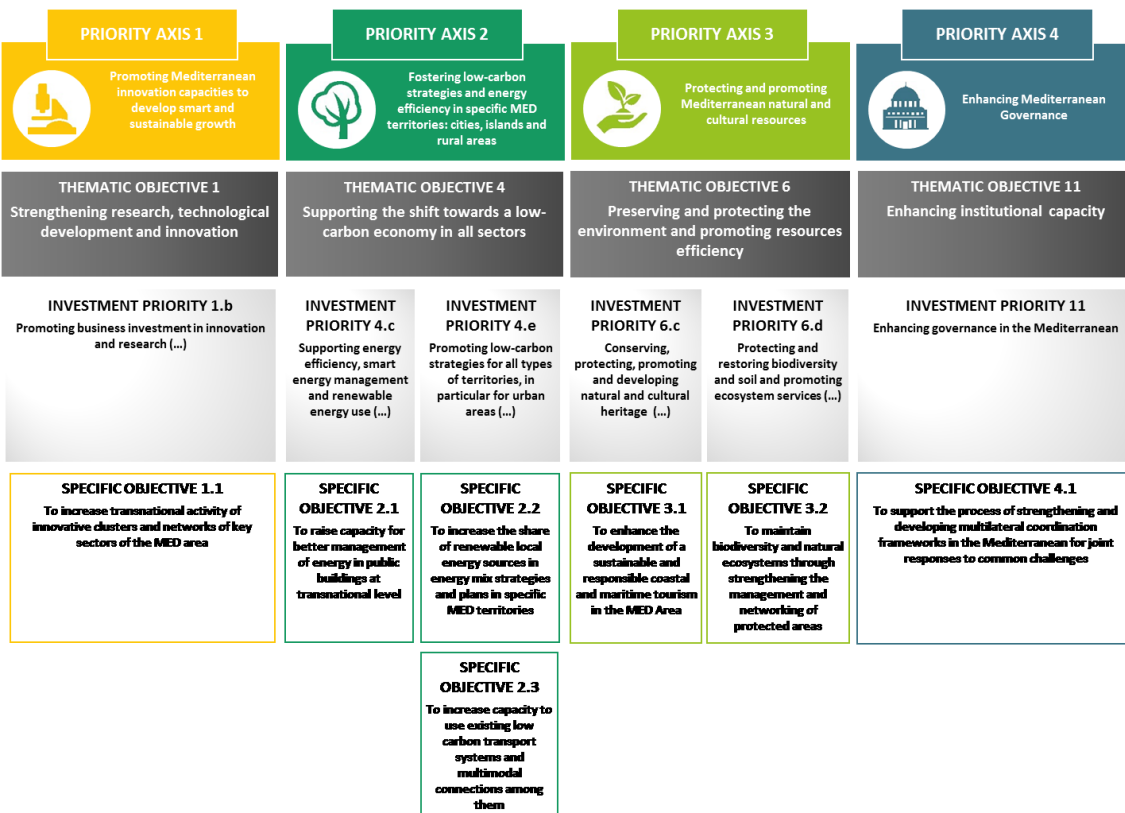 PRIORITY AXIS 1
Promoting Mediterranean
innovation capacities to
develop smart and
sustainable growth
PRIORITY AXIS 2
Fostering low-carbon
strategies and energy
efficiency in specific MED
territories: cities, islands and
rural areas
PRIORITY AXIS 3
Protecting and promoting
Mediterranean natural and
cultural resources
PRIORITY AXIS 4
Enhancing Mediterranean
Governance
THEMATIC OBJECTIVE 1
Strengthening research, technological
development and innovation
THEMATIC OBJECTIVE 4
Supporting the shift towards a low-
carbon economy in all sectors
THEMATIC OBJECTIVE 6
Preserving and protecting the
environment and promoting resources
efficiency
THEMATIC OBJECTIVE 11
Enhancing institutional capacity
INVESTMENT PRIORITY 1.b
Promoting business investment in innovation
and research (...)
INVESTMENT
PRIORITY 4.c
Supporting energy
efficiency, smart
energy management
and renewable
energy use (...)
INVESTMENT
PRIORITY 4.e
Promoting low-carbon
strategies for all types
of territories, in
particular for urban
areas (...)
INVESTMENT
PRIORITY 6.c
Conserving,
protecting, promoting
and developing
natural and cultural
heritage (...)
INVESTMENT
PRIORITY 6.d
Protecting and
restoring biodiversity
and soil and promoting
ecosystem services (...)
INVESTMENT PRIORITY 11
Enhancing governance in the Mediterranean
SPECIFIC OBJECTIVE 1.1
To increase transnational activity of
innovative clusters and networks of key
sectors of the MED area
SPECIFIC
OBJECTIVE 2.1
To raise capacity for
better management
of energy in public
buildings at
transnational level
SPECIFIC
OBJECTIVE 2.2
To increase the share
of renewable local
energy sources in
energy mix strategies
and plans in specific
MED territories
SPECIFIC
OBJECTIVE 3.1
To enhance the
development of a
sustainable and
responsible coastal
and maritime tourism
in the MED Area
SPECIFIC
OBJECTIVE 3.2
To maintain
biodiversity and natural
ecosystems through
strengthening the
management and
networking of
protected areas
SPECIFIC OBJECTIVE 4.1
To support the process of strengthening and
developing multilateral coordination
frameworks in the Mediterranean for joint
responses to common challenges
SPECIFIC
OBJECTIVE 2.3
To increase capacity to
use existing low
carbon transport
systems and
multimodal
connections among
them